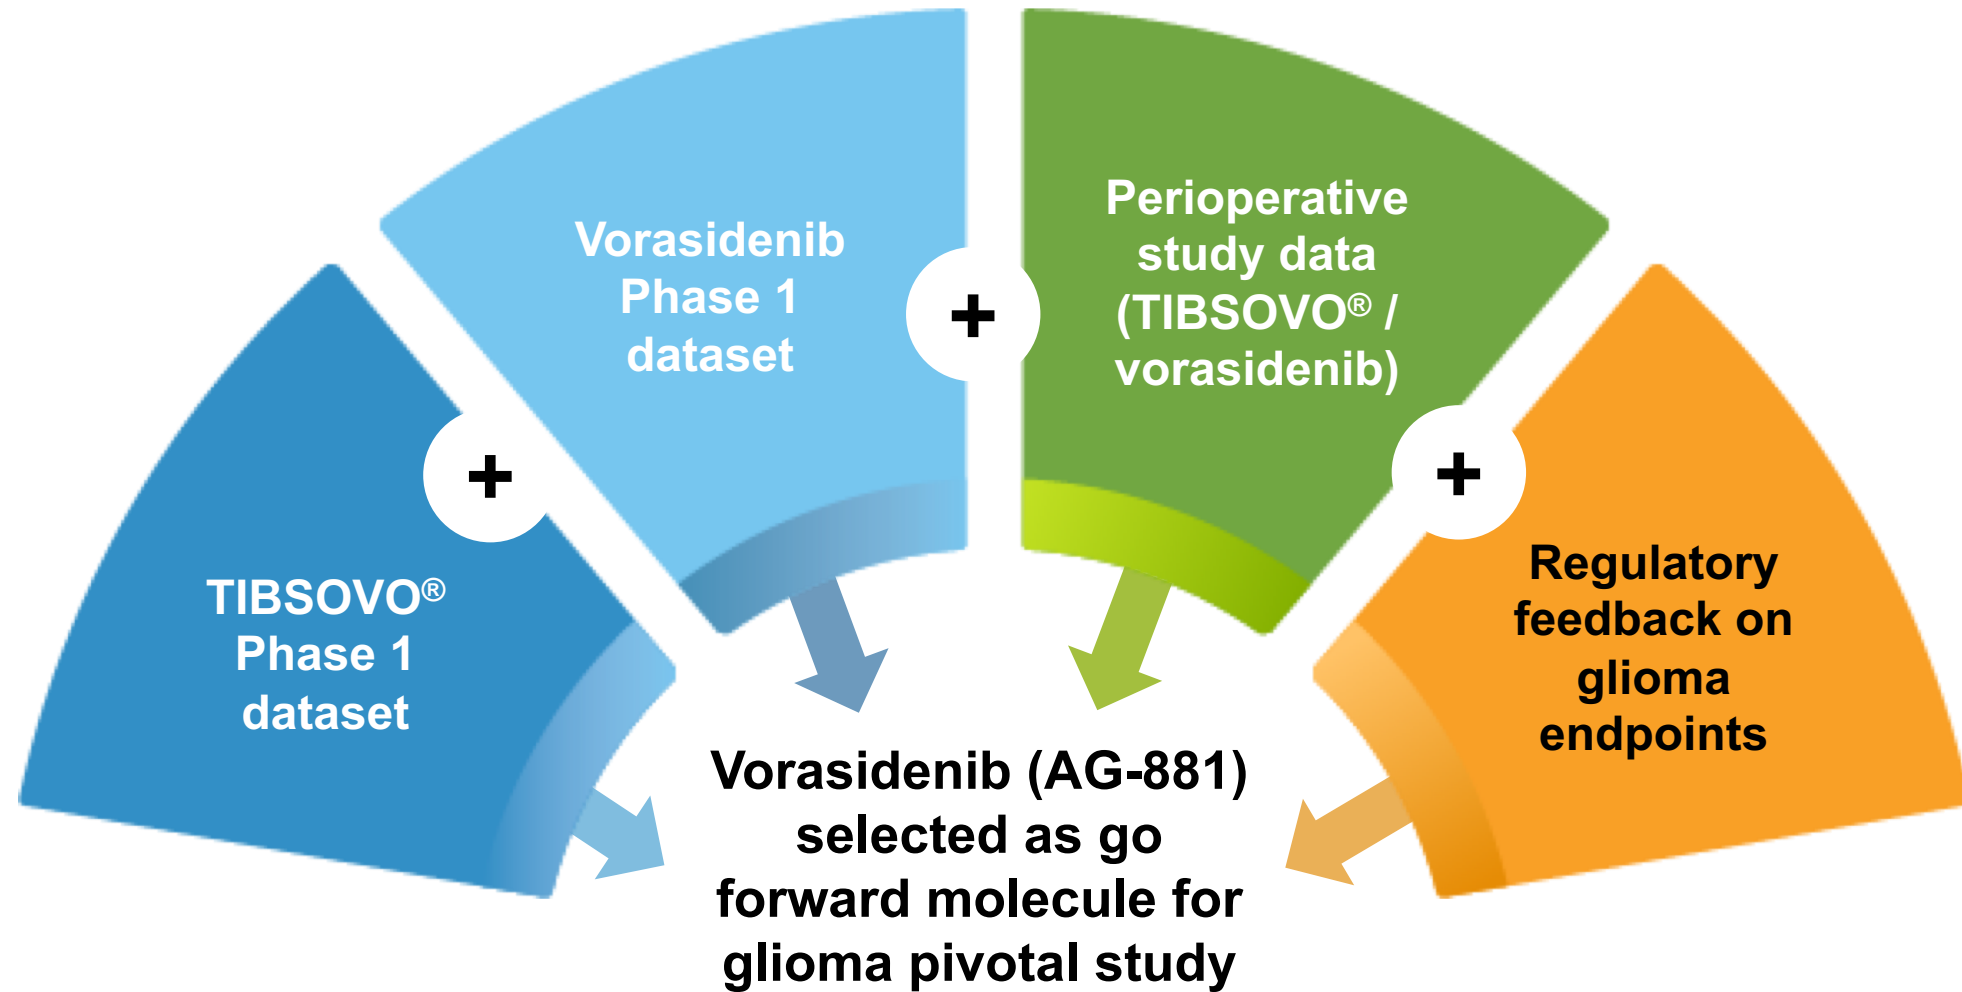 TIBSOVO®
Phase 1
dataset
+
Vorasidenib
Phase 1
dataset
+
Perioperative
study data
(TIBSOVO® /
vorasidenib)
+
Regulatory
feedback on
glioma
endpoints
Vorasidenib (AG-881)
selected as go
forward molecule for
glioma pivotal study